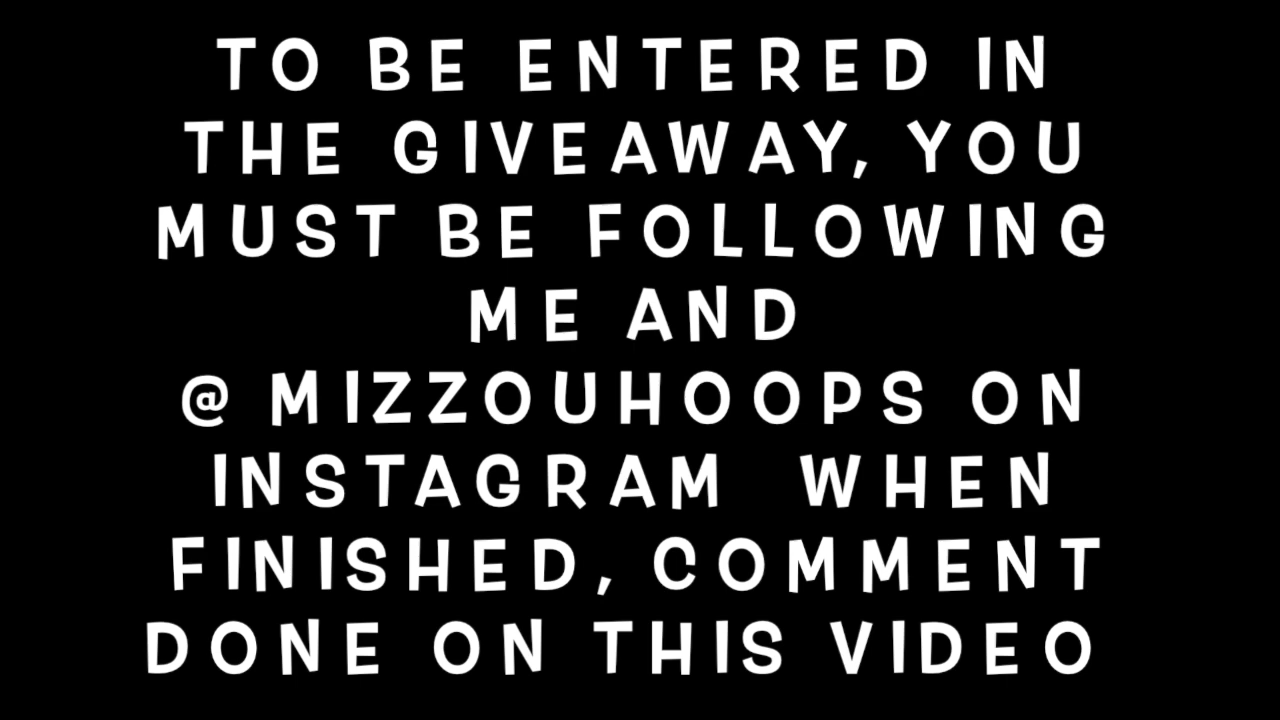 TO BE ENTERED IN
THE GIVEAWAY, YOU
MUST BE FOLLOWING
ME AND
@MIZZOUHOOPS ON
INSTAGRAM WHEN
FINISHED, COMMENT
DONE ON THIS VIDEO